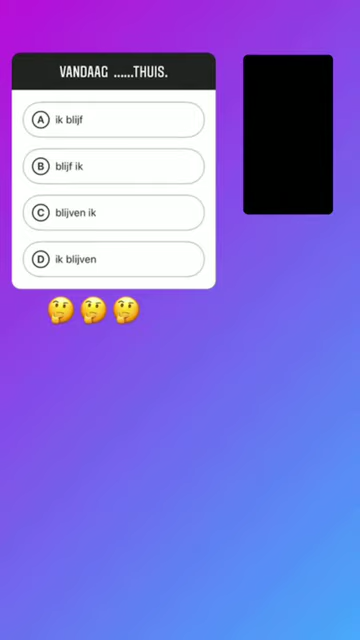 VANDAAG ......THUIS.
A ik blijf
B blijf ik
C blijven ik
D ik blijven